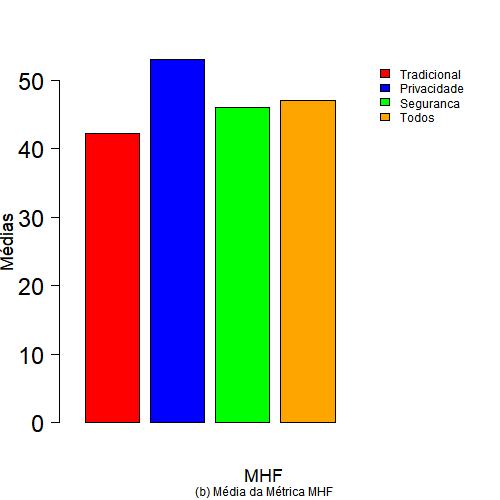 Tradicional
Privacidade
Seguranca
Todos
Médias
50
40
30
20
10
0
MHF
(b) Média da Métrica MHF